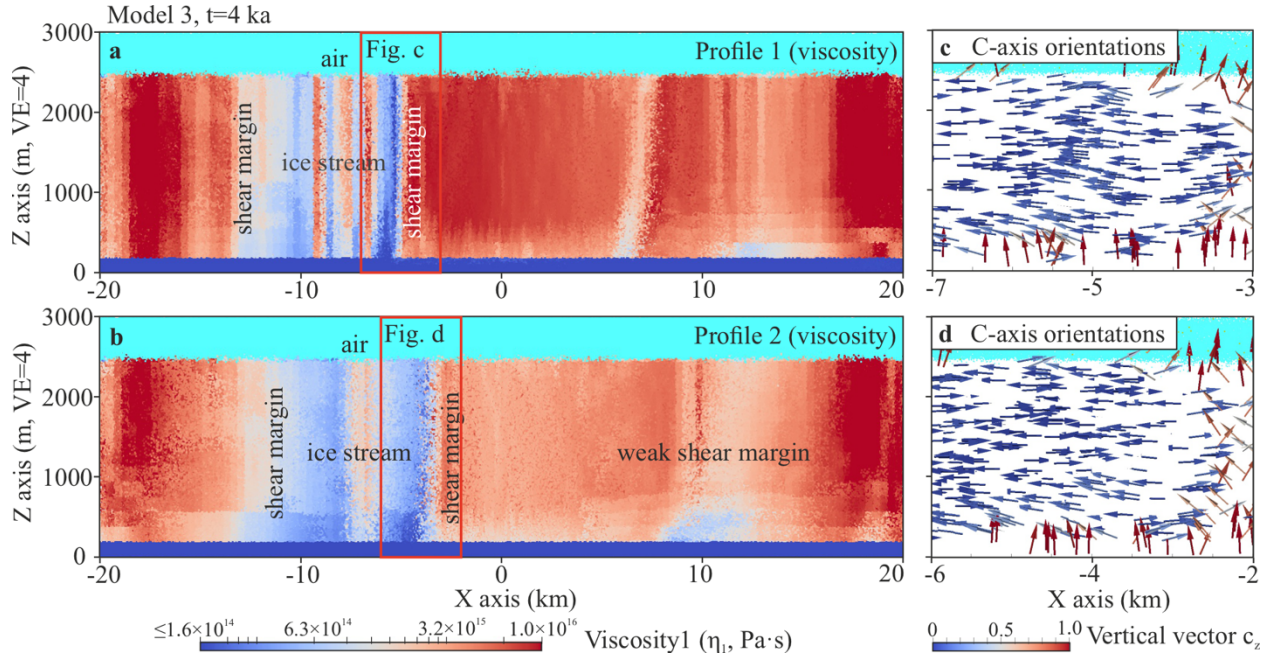 Model 3, t=4 ka
3000
2000
1000
0
Z axis (m, VE=4)
a
air
Fig. c
Profile 1 (viscosity)
shear margin
ice stream
shear margin
-20
-10
0
10
20
c
C-axis orientations
-7
-5
-3
3000
2000
1000
0
Z axis (m, VE=4)
b
air
Fig. d
Profile 2 (viscosity)
shear margin
ice stream
shear margin
weak shear margin
-20
-10
0
10
20
X axis (km)
d
C-axis orientations
-6
-4
-2
X axis (km)
≤1.6×10¹⁴
6.3×10¹⁴
3.2×10¹⁵
1.0×10¹⁶
Viscosity1 (η₁, Pa·s)
0
0.5
1.0
Vertical vector c_z